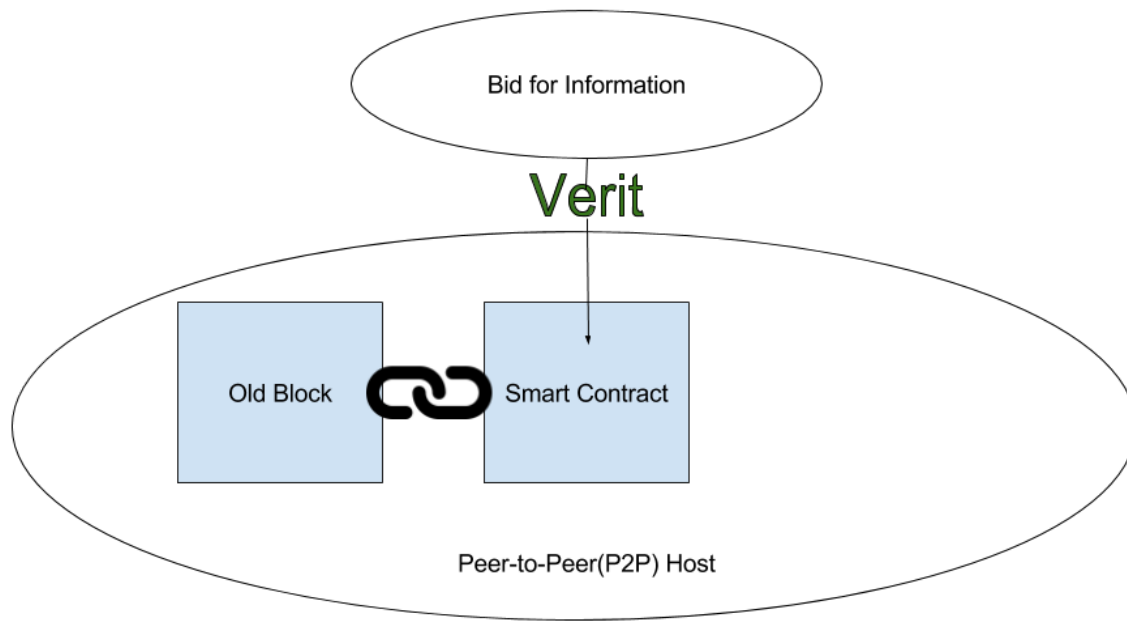 Bid for Information
Verit
Old Block
Smart Contract
Peer-to-Peer(P2P) Host